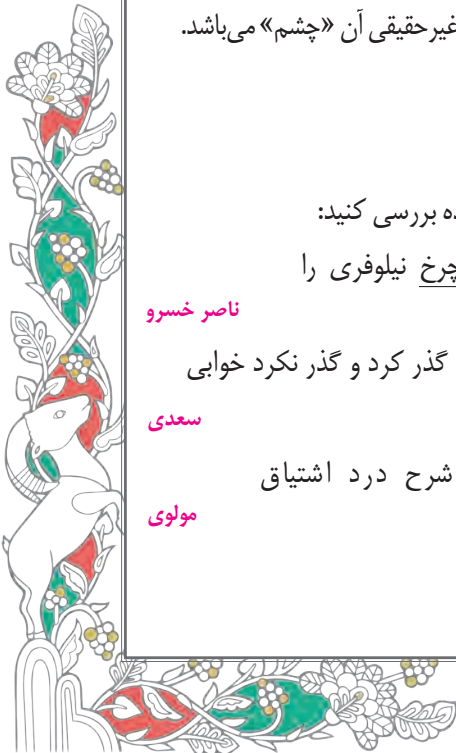 غیرحقیقی آن «چشم» می‌باشد.
ه بررسی کنید:
چرخ نیلوفری را
ناصر خسرو
گذر کرد و گذر نکرد خوابی
سعدی
شرح درد اشتیاق
مولوی